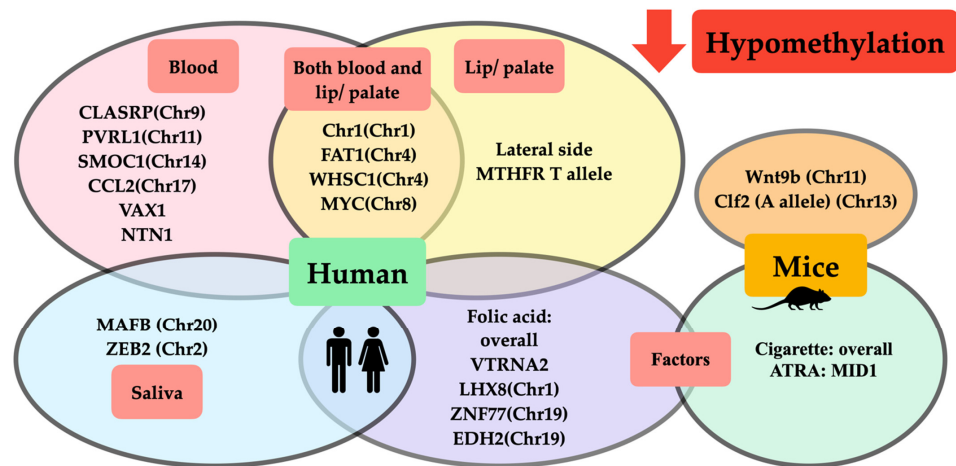 Hypomethylation
Blood
CLASRP(Chr9)
PVRL1(Chr11)
SMOC1(Chr14)
CCL2(Chr17)
VAX1
NTN1
Both blood and
lip/ palate
Chr1(Chr1)
FAT1(Chr4)
WHSC1(Chr4)
MYC(Chr8)
Lip/ palate
Lateral side
MTHFR T allele
Wnt9b (Chr11)
Clf2 (A allele) (Chr13)
Human
Mice
MAFB (Chr20)
ZEB2 (Chr2)
Saliva
Folic acid:
overall
VTRNA2
LHX8(Chr1)
ZNF77(Chr19)
EDH2(Chr19)
Factors
Cigarette: overall
ATRA: MID1